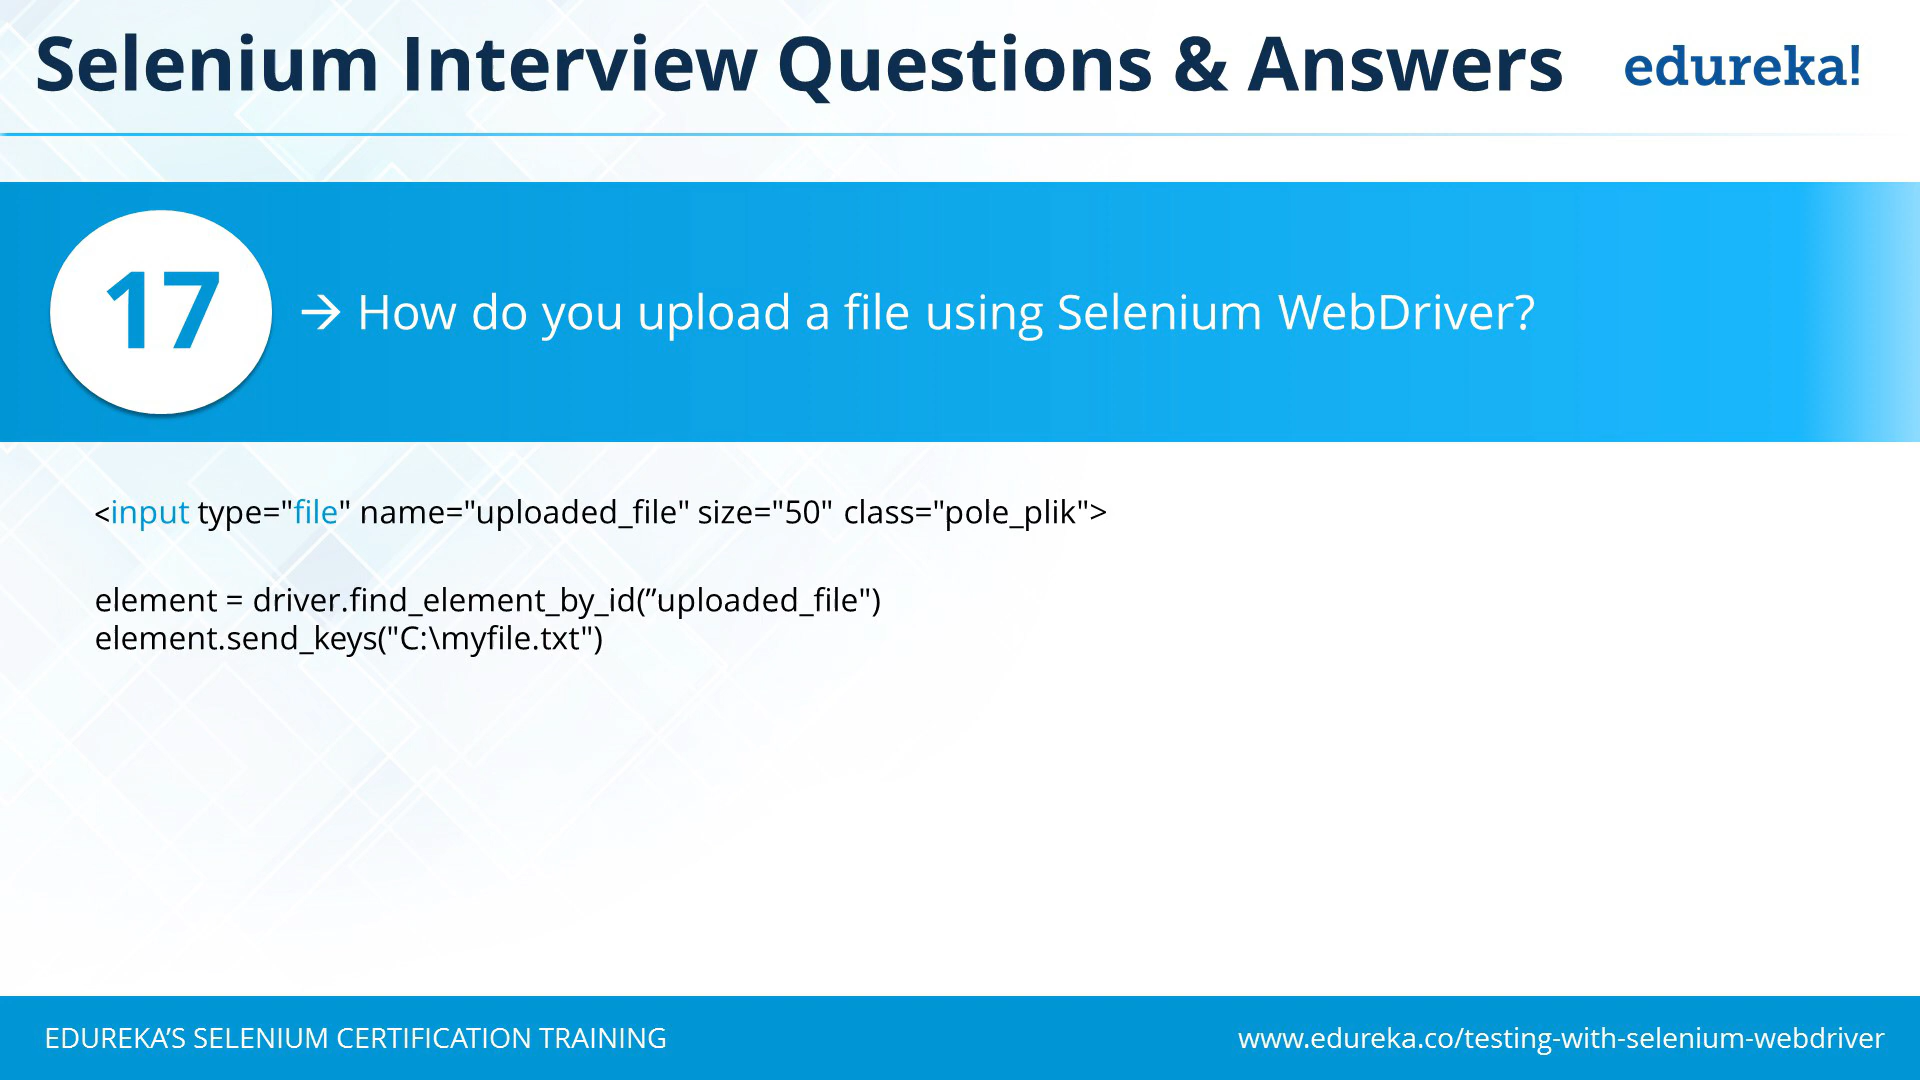 Selenium Interview Questions & Answers
edureka!
17
→ How do you upload a file using Selenium WebDriver?
<input type="file" name="uploaded_file" size="50" class="pole_plik">
element = driver.find_element_by_id(”uploaded_file")
element.send_keys("C:\myfile.txt")
EDUREKA’S SELENIUM CERTIFICATION TRAINING
www.edureka.co/testing-with-selenium-webdriver